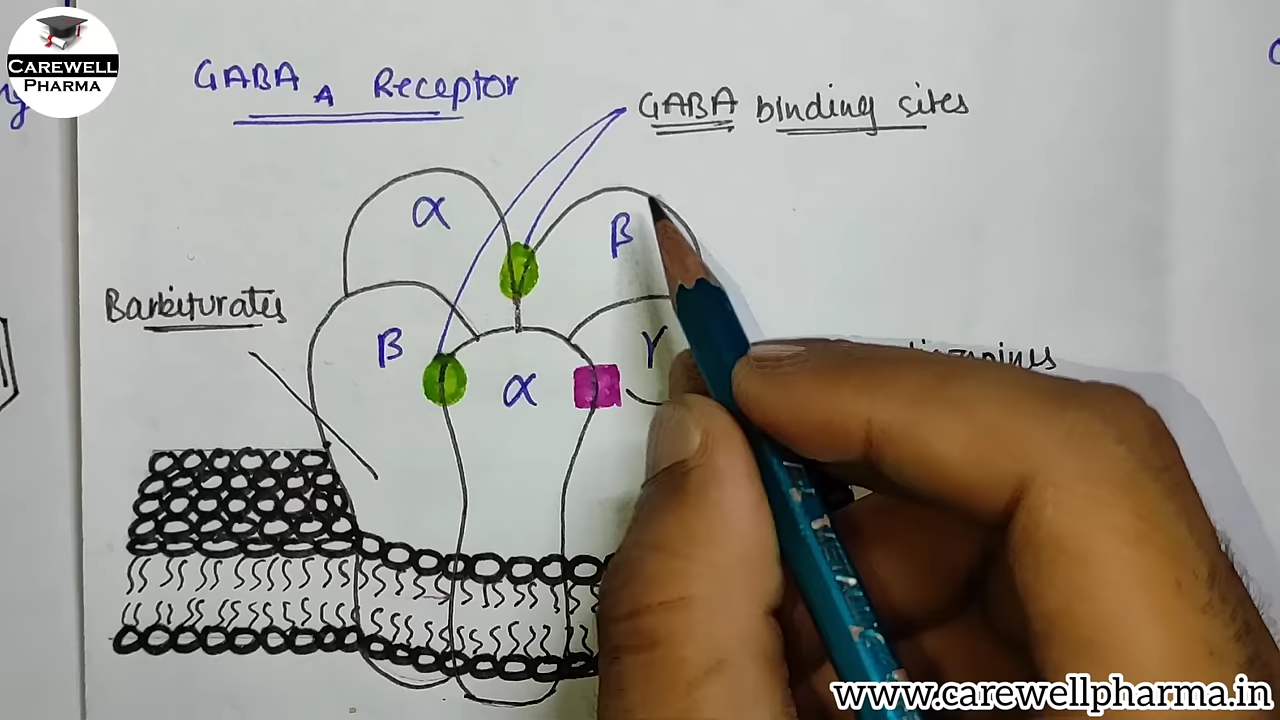 CAREWELL
PHARMA
GABA A Receptor
GABA binding sites
α
β
Barbiturates
β
α
γ
www.carewellpharma.in